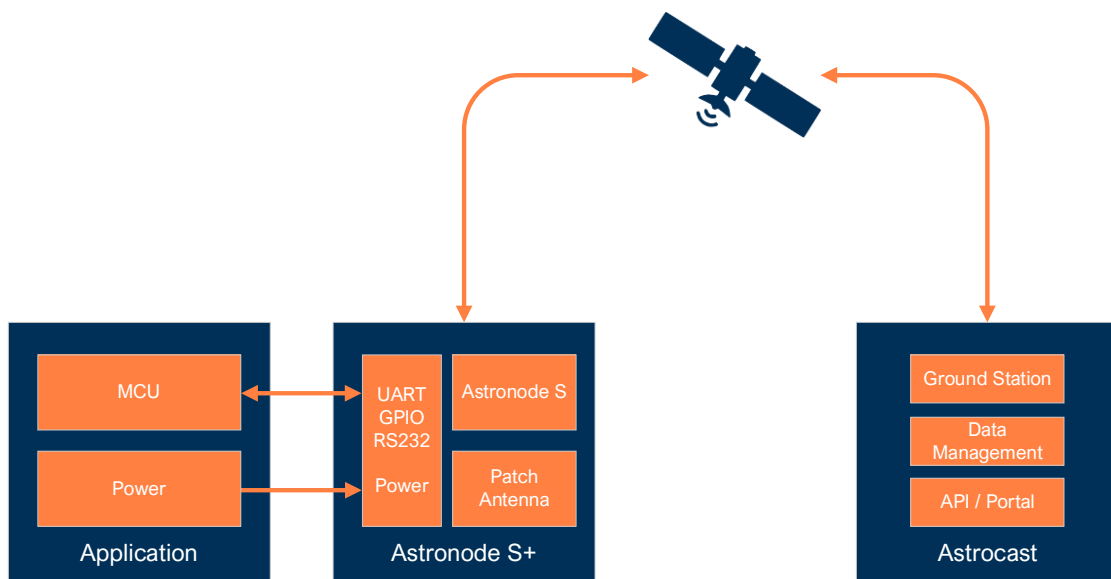 MCU
Power
Application
UART
GPIO
RS232
Power
Astronode S
Patch
Antenna
Astronode S+
Ground Station
Data
Management
API / Portal
Astrocast